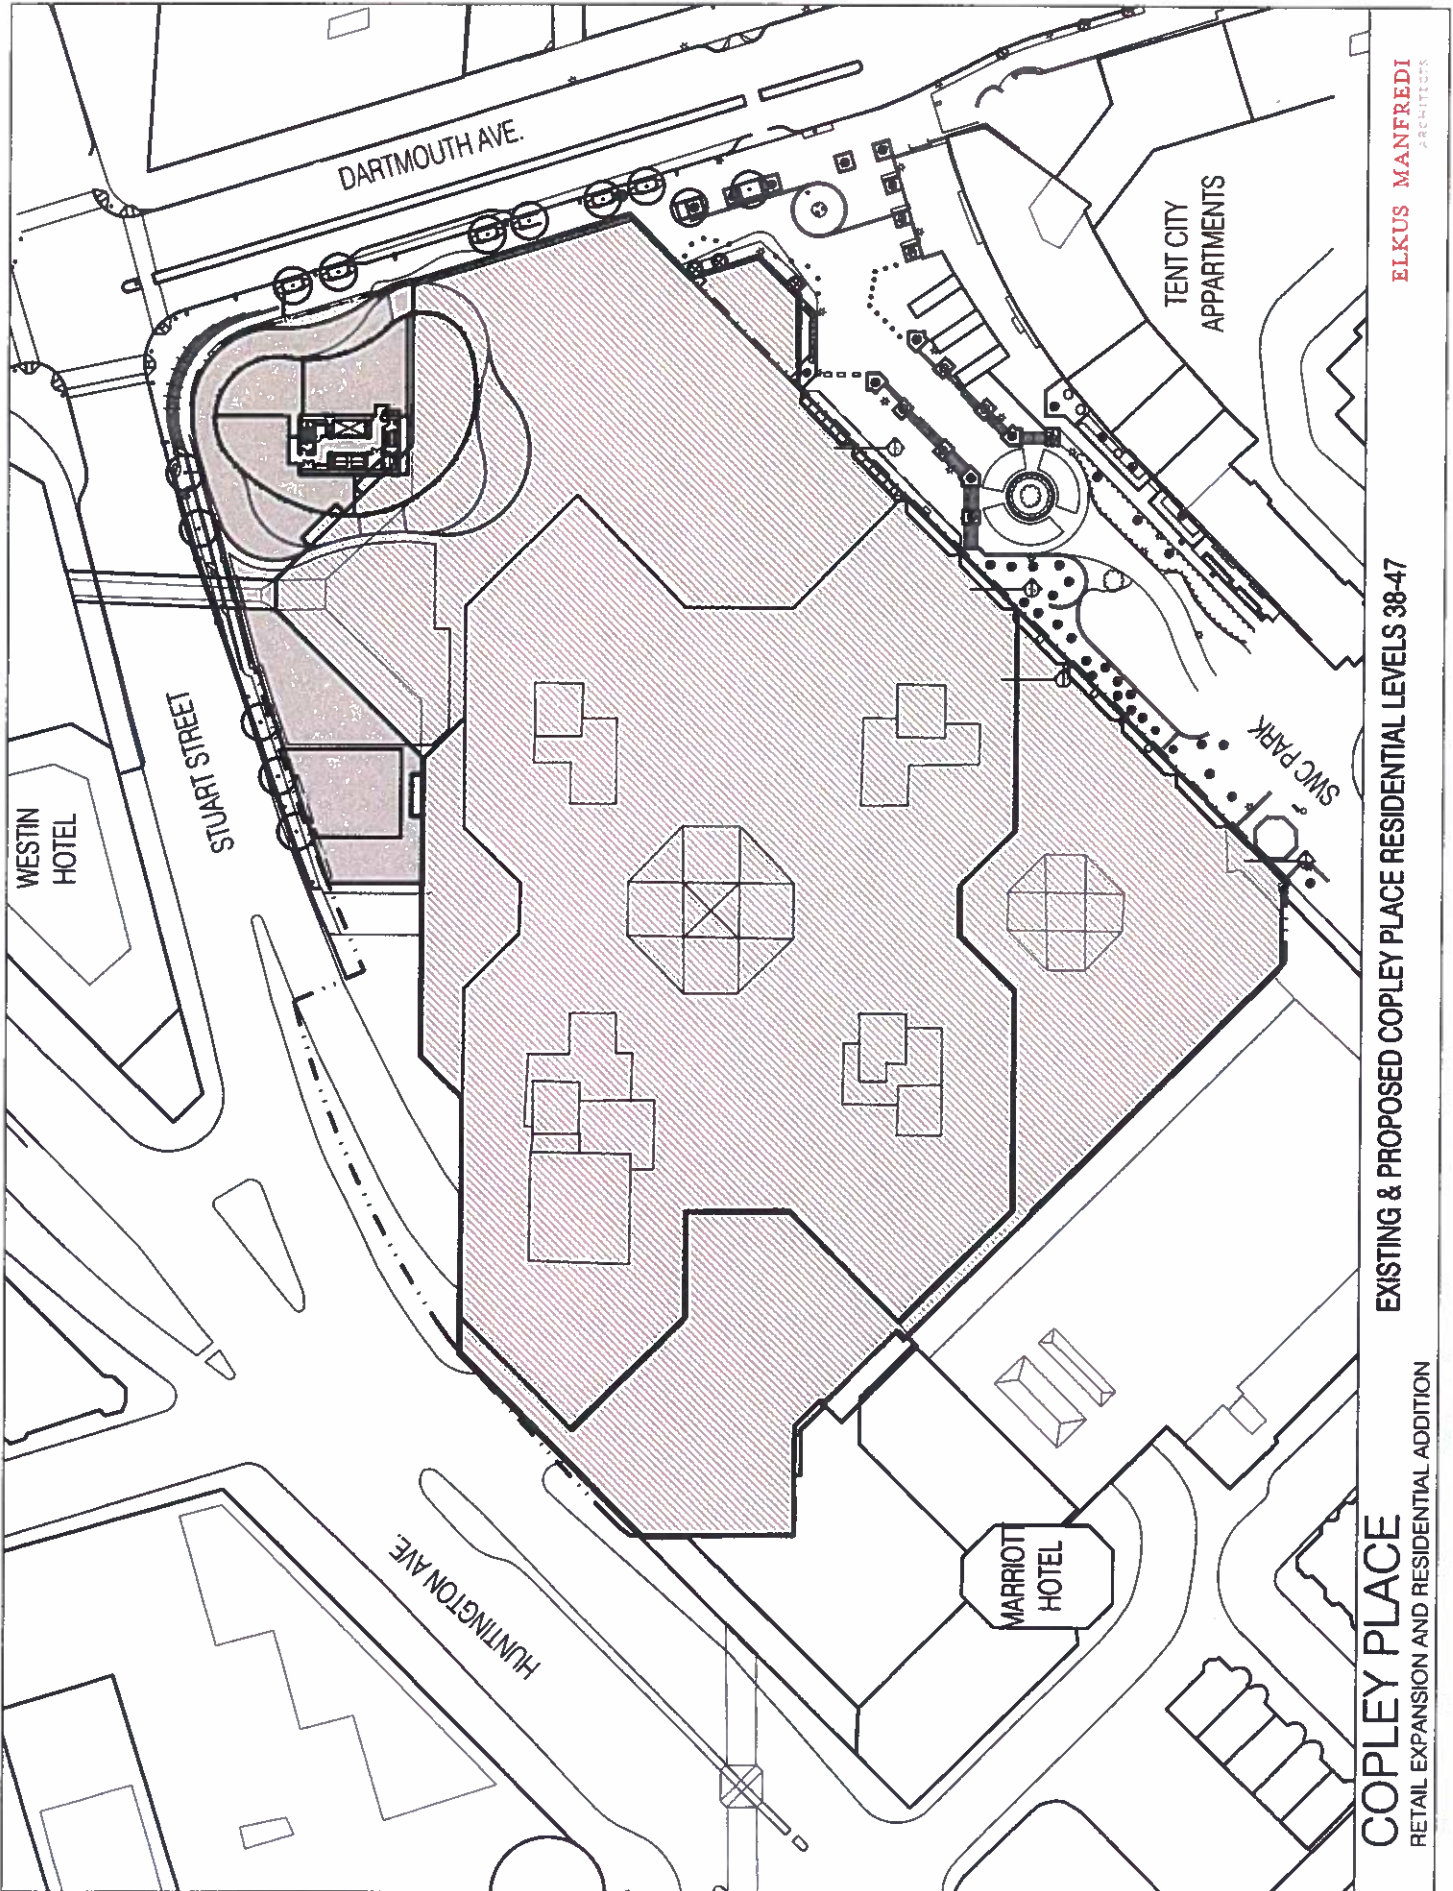 DARTMOUTH AVE.
WESTIN
HOTEL
STUART STREET
TENT CITY
APPARTMENTS
SWC PARK
HUNTINGTON AVE.
MARRIOTT
HOTEL
COPLEY PLACE
RETAIL EXPANSION AND RESIDENTIAL ADDITION
EXISTING & PROPOSED COPLEY PLACE RESIDENTIAL LEVELS 38-47
ELKUS MANFREDI
ARCHITECTS